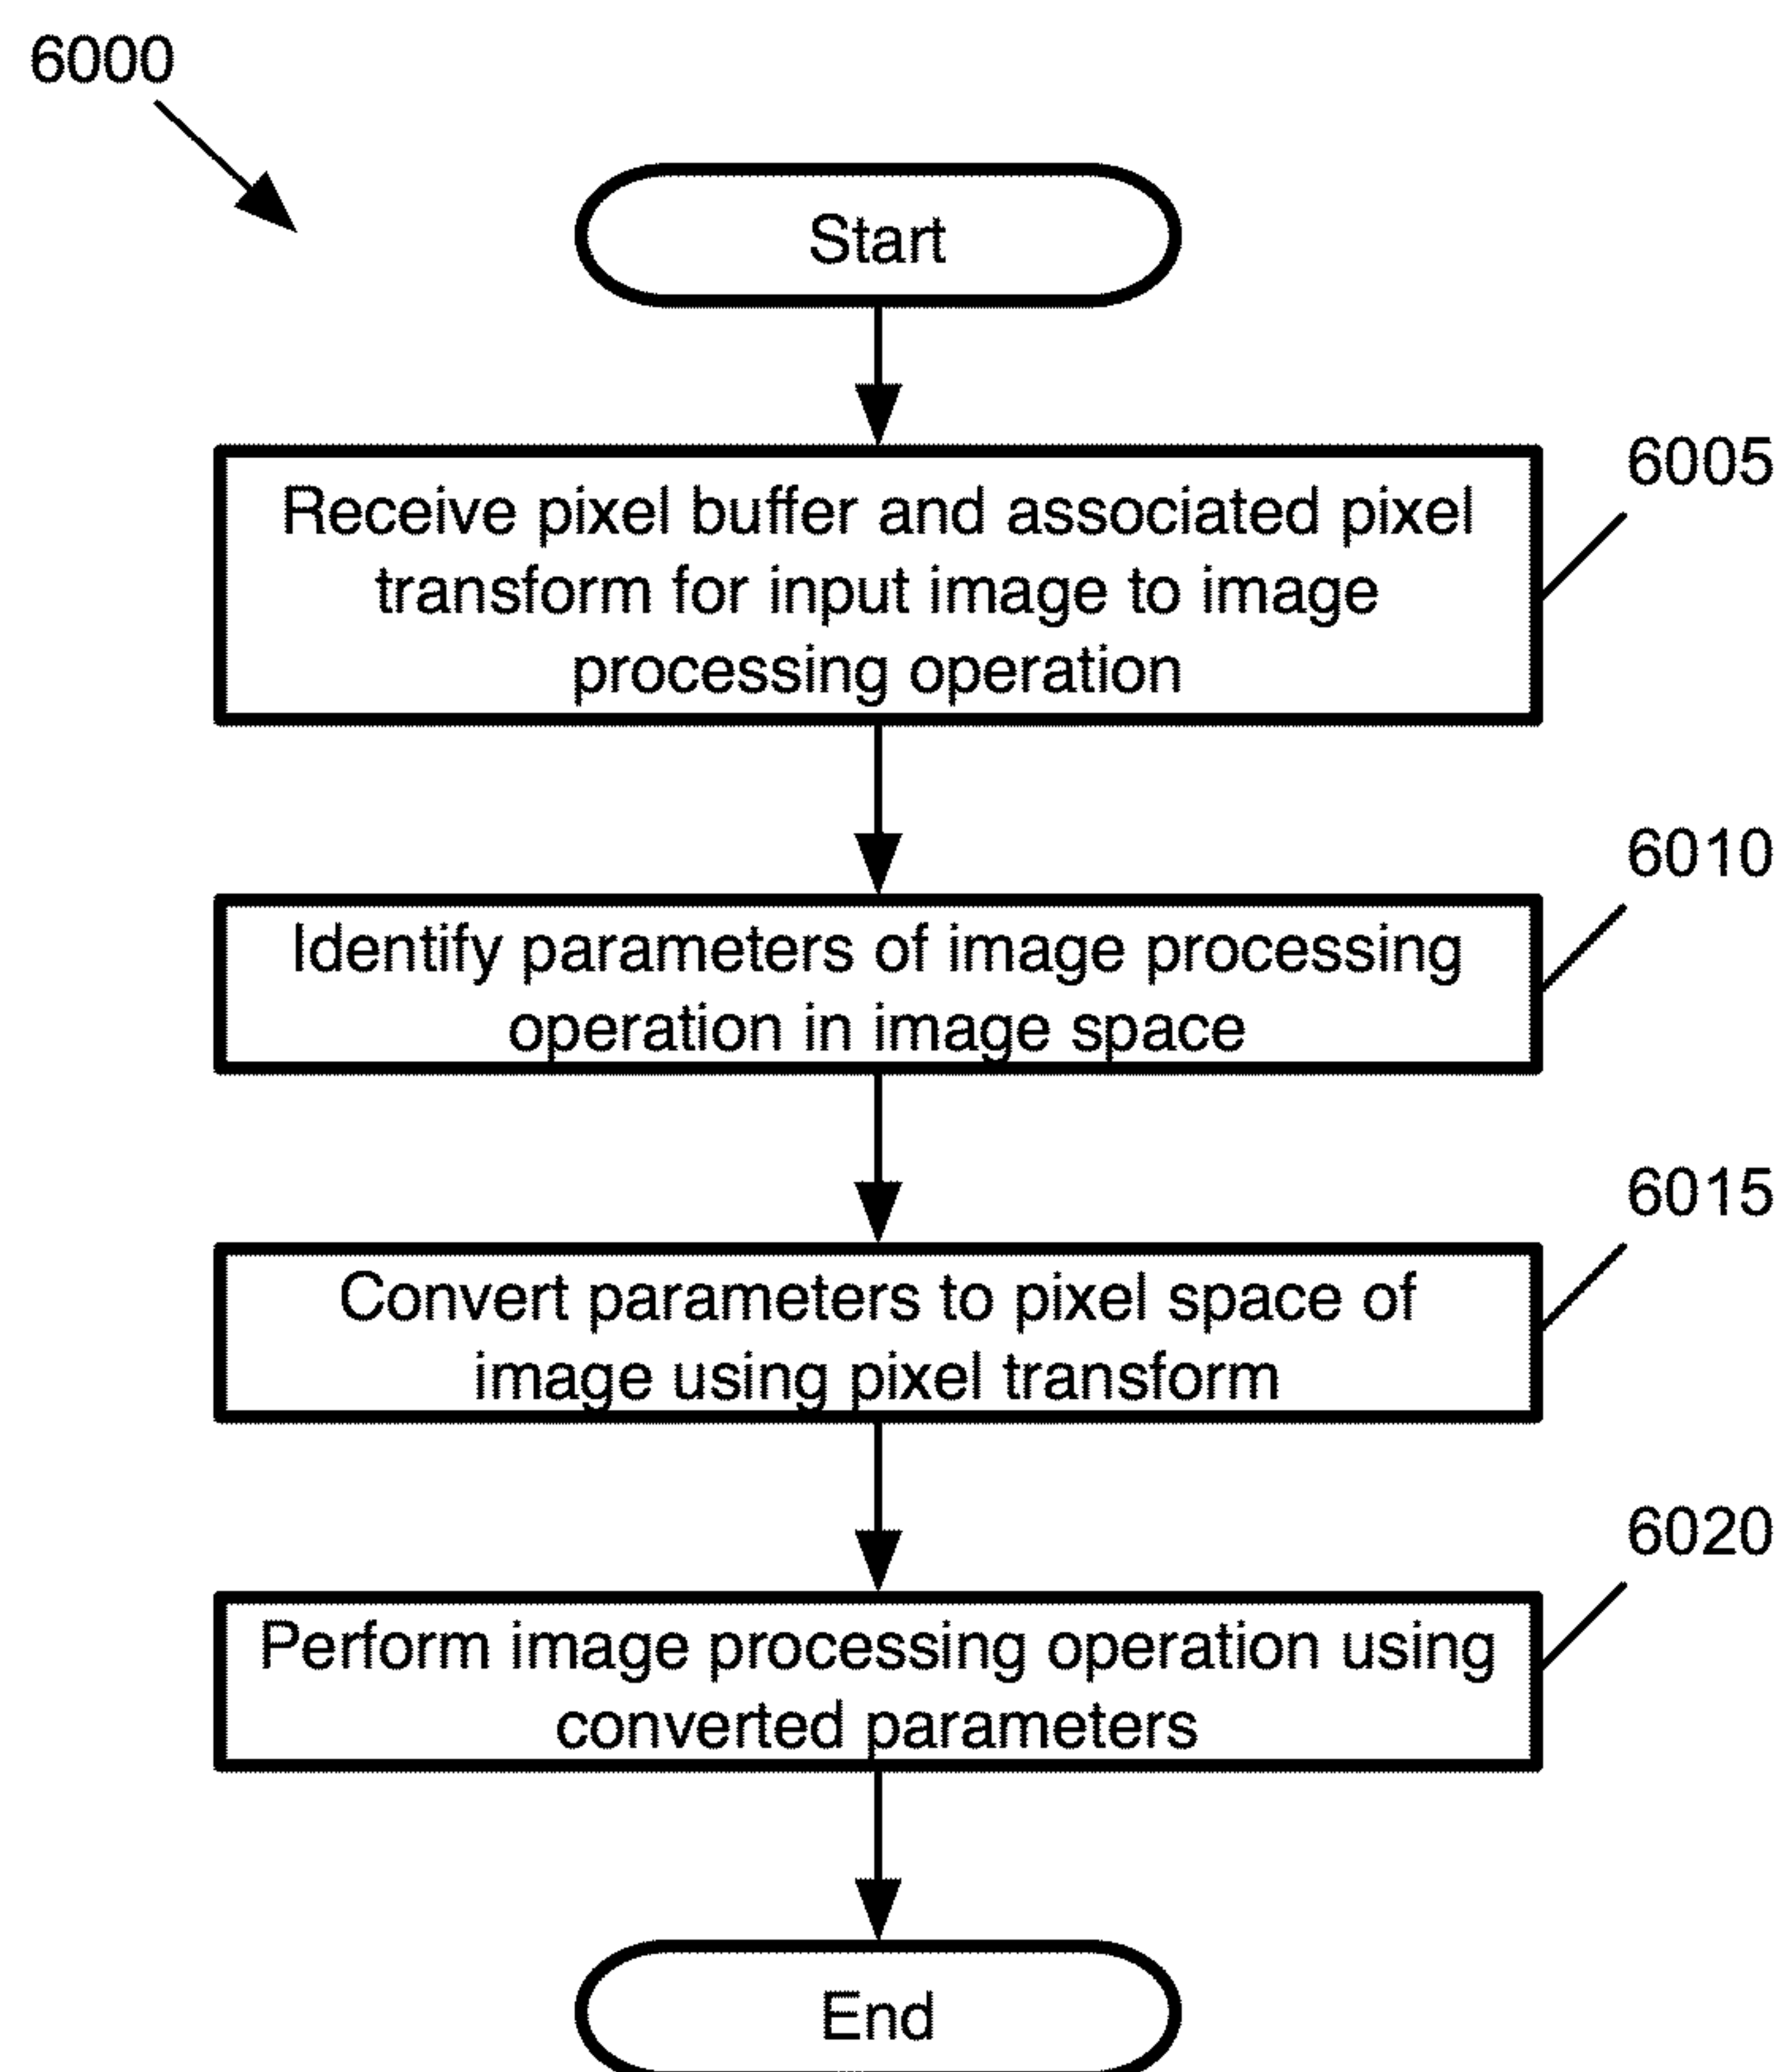 6000
Start
6005
Receive pixel buffer and associated pixel
transform for input image to image
processing operation
6010
Identify parameters of image processing
operation in image space
6015
Convert parameters to pixel space of
image using pixel transform
6020
Perform image processing operation using
converted parameters
End